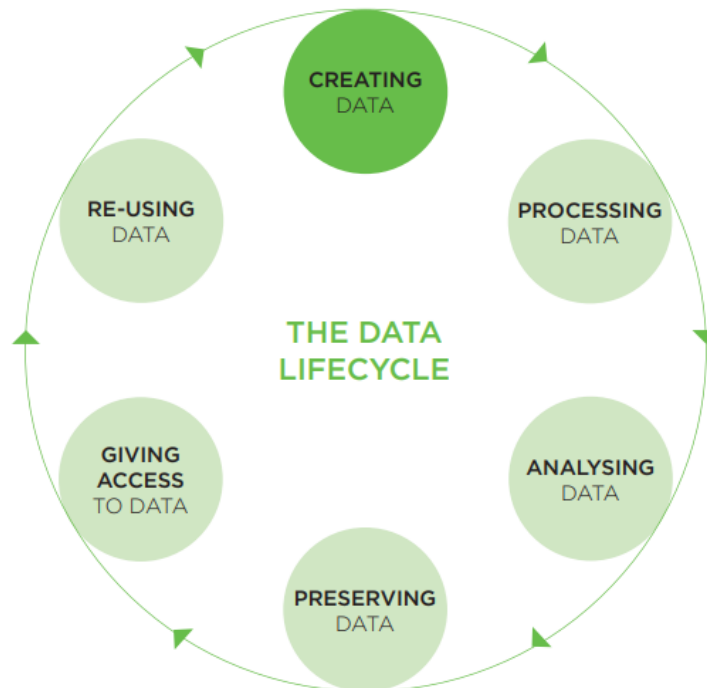 CREATING
DATA
PROCESSING
DATA
ANALYSING
DATA
PRESERVING
DATA
GIVING
ACCESS
TO DATA
RE-USING
DATA
THE DATA
LIFECYCLE